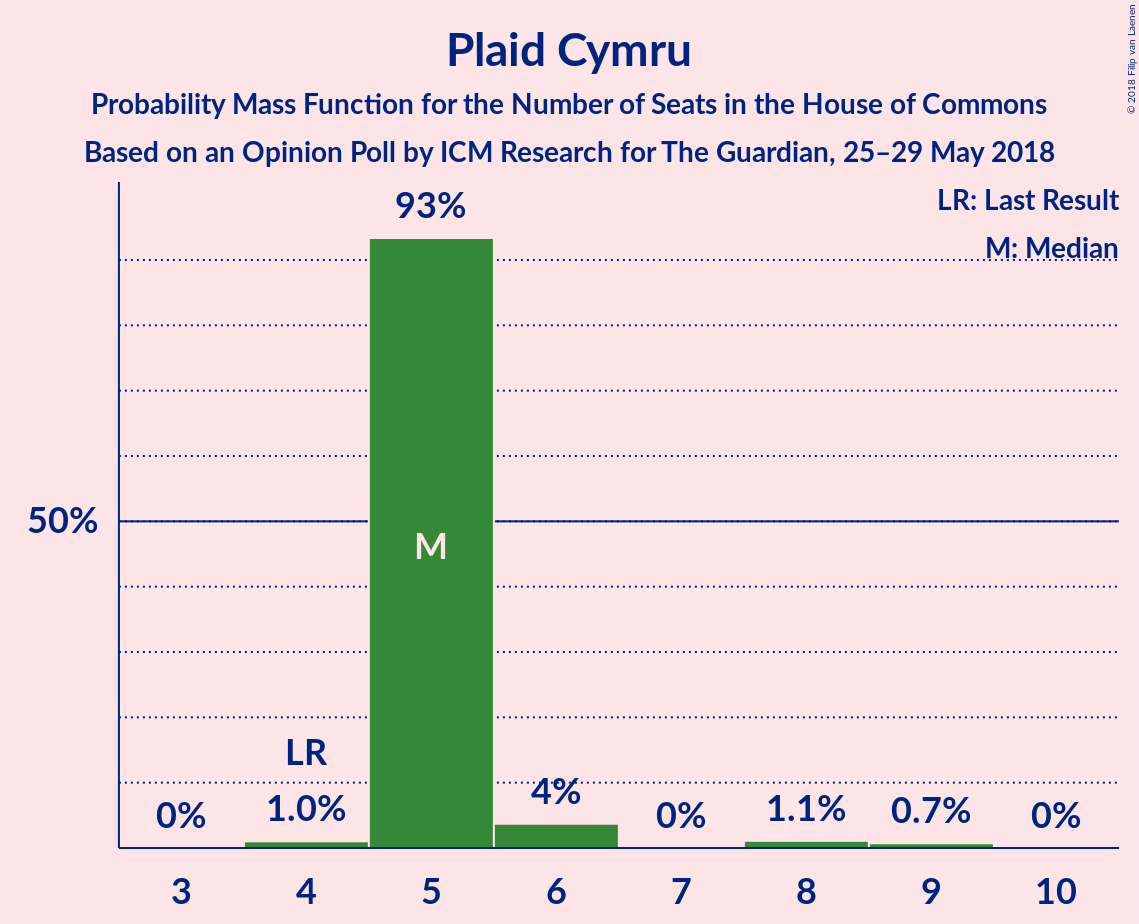 Plaid Cymru
Probability Mass Function for the Number of Seats in the House of Commons
Based on an Opinion Poll by ICM Research for The Guardian, 25–29 May 2018
© 2018 Filip van Laenen
LR: Last Result
M: Median
93%
50%
M
LR
0%
1.0%
4%
0%
1.1%
0.7%
0%
3
4
5
6
7
8
9
10